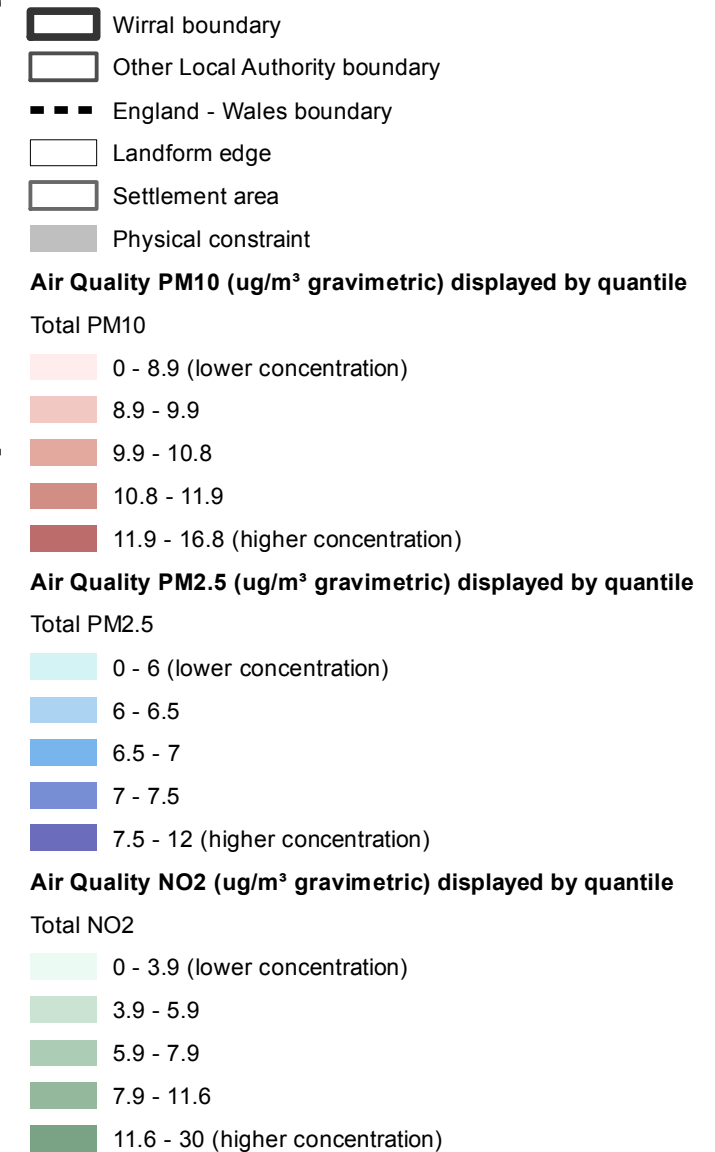 Wirral boundary
Other Local Authority boundary
England - Wales boundary
Landform edge
Settlement area
Physical constraint
Air Quality PM10 (ug/m³ gravimetric) displayed by quantile
Total PM10
0 - 8.9 (lower concentration)
8.9 - 9.9
9.9 - 10.8
10.8 - 11.9
11.9 - 16.8 (higher concentration)
Air Quality PM2.5 (ug/m³ gravimetric) displayed by quantile
Total PM2.5
0 - 6 (lower concentration)
6 - 6.5
6.5 - 7
7 - 7.5
7.5 - 12 (higher concentration)
Air Quality NO2 (ug/m³ gravimetric) displayed by quantile
Total NO2
0 - 3.9 (lower concentration)
3.9 - 5.9
5.9 - 7.9
7.9 - 11.6
11.6 - 30 (higher concentration)